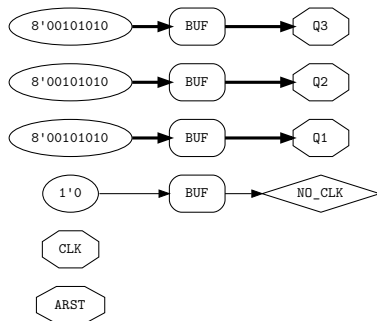 8'00101010 BUF Q3
8'00101010 BUF Q2
8'00101010 BUF Q1
1'0 BUF NO_CLK
CLK
ARST